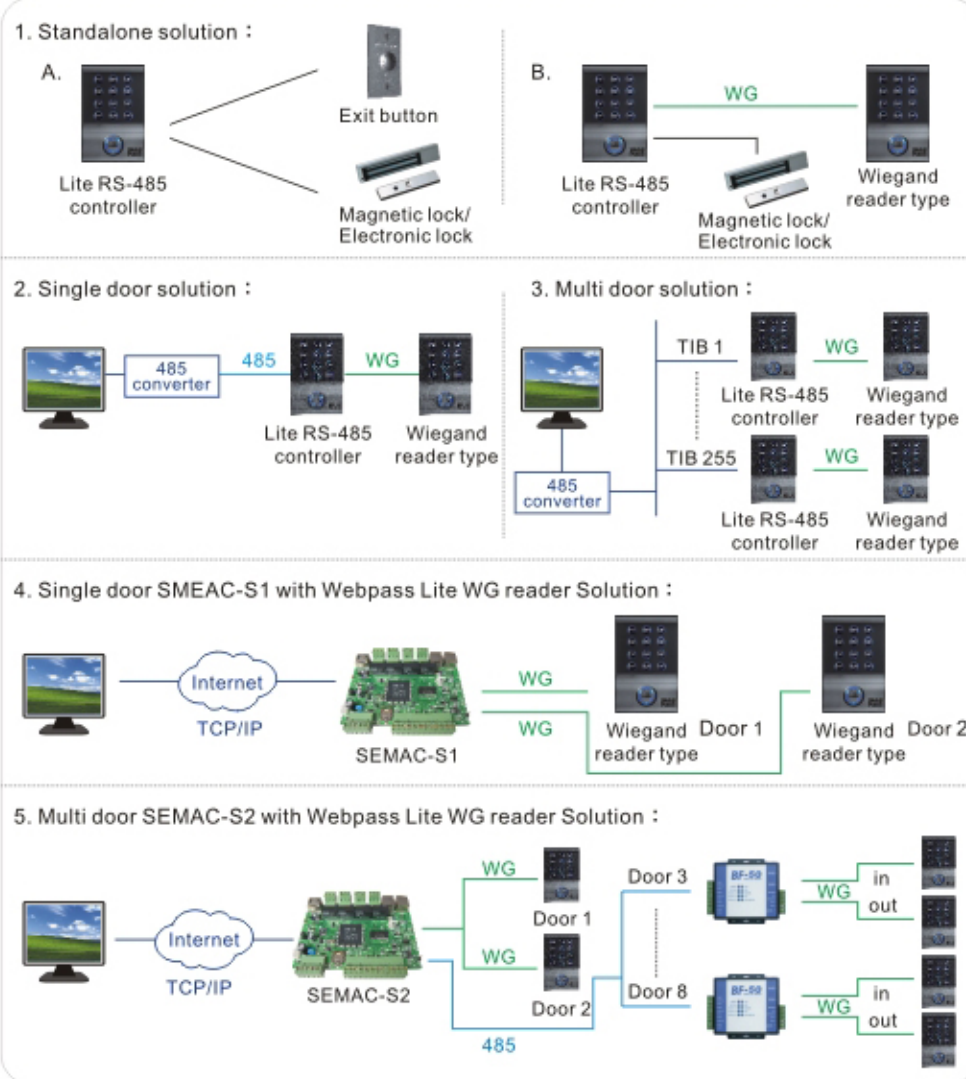 1. Standalone solution：
A.
Exit button
Lite RS-485
controller
Magnetic lock/
Electronic lock
B.
WG
Lite RS-485
controller
Magnetic lock/
Electronic lock
Wiegand
reader type
2. Single door solution：
485
converter
485
WG
Lite RS-485
controller
Wiegand
reader type
3. Multi door solution：
TIB 1
WG
Lite RS-485
controller
Wiegand
reader type
TIB 255
WG
485
converter
Lite RS-485
controller
Wiegand
reader type
4. Single door SMEAC-S1 with Webpass Lite WG reader Solution：
Internet
TCP/IP
SEMAC-S1
WG
WG
Wiegand
reader type
Door 1
Wiegand
reader type
Door 2
5. Multi door SEMAC-S2 with Webpass Lite WG reader Solution：
Internet
TCP/IP
SEMAC-S2
WG
Door 1
WG
Door 2
485
Door 3
BF-50
WG
in
out
Door 8
BF-50
WG
in
out